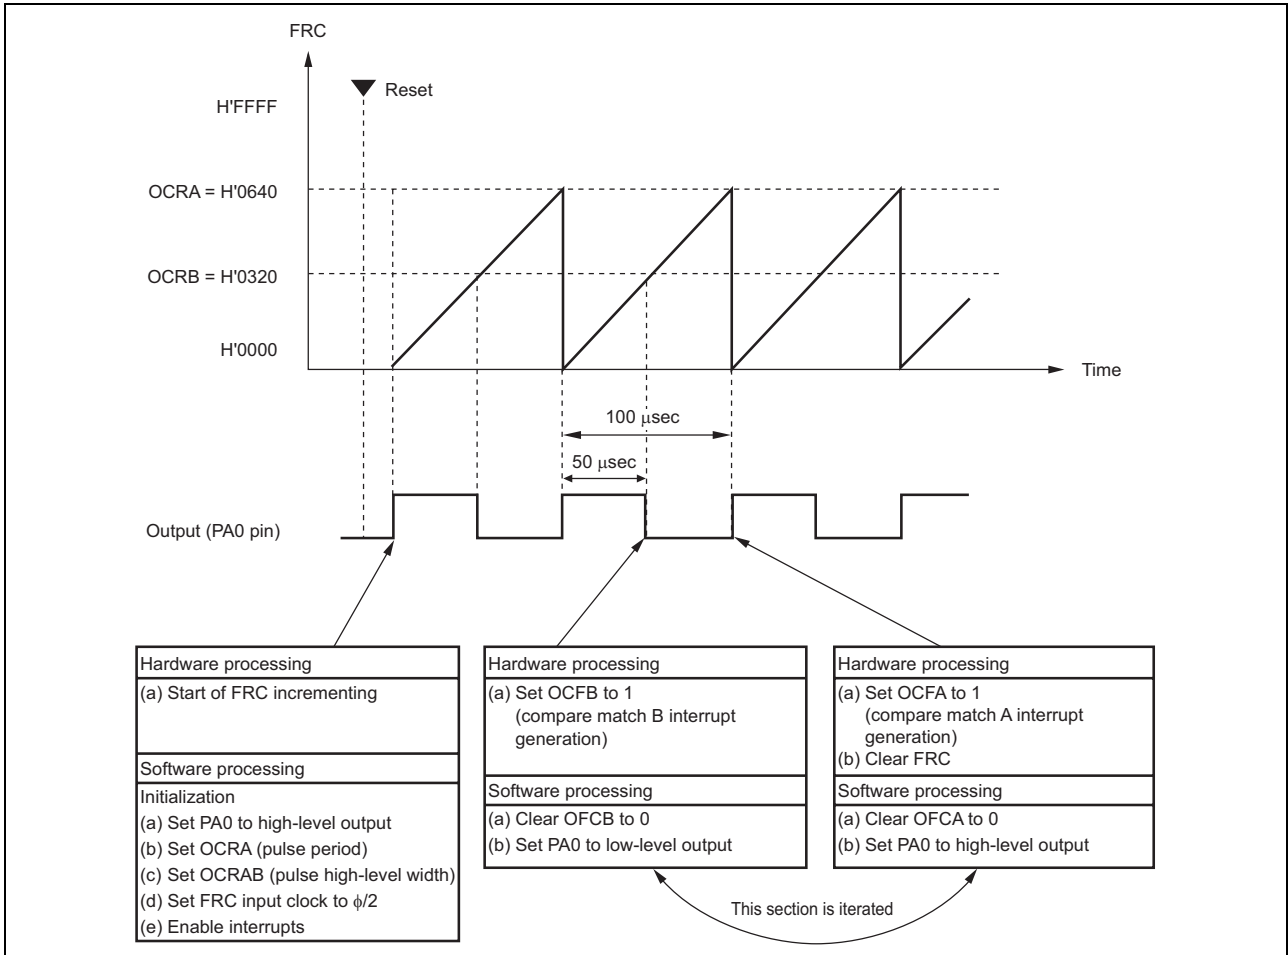 FRC
Reset
H'FFFF
OCRA = H'0640
OCRB = H'0320
H'0000
Time
100 μsec
50 μsec
Output (PA0 pin)
Hardware processing
(a) Start of FRC incrementing
Software processing
Initialization
(a) Set PA0 to high-level output
(b) Set OCRA (pulse period)
(c) Set OCRAB (pulse high-level width)
(d) Set FRC input clock to ϕ/2
(e) Enable interrupts
Hardware processing
(a) Set OCFB to 1
(compare match B interrupt
generation)
Software processing
(a) Clear OFCB to 0
(b) Set PA0 to low-level output
Hardware processing
(a) Set OCFA to 1
(compare match A interrupt
generation)
(b) Clear FRC
Software processing
(a) Clear OFCA to 0
(b) Set PA0 to high-level output
This section is iterated